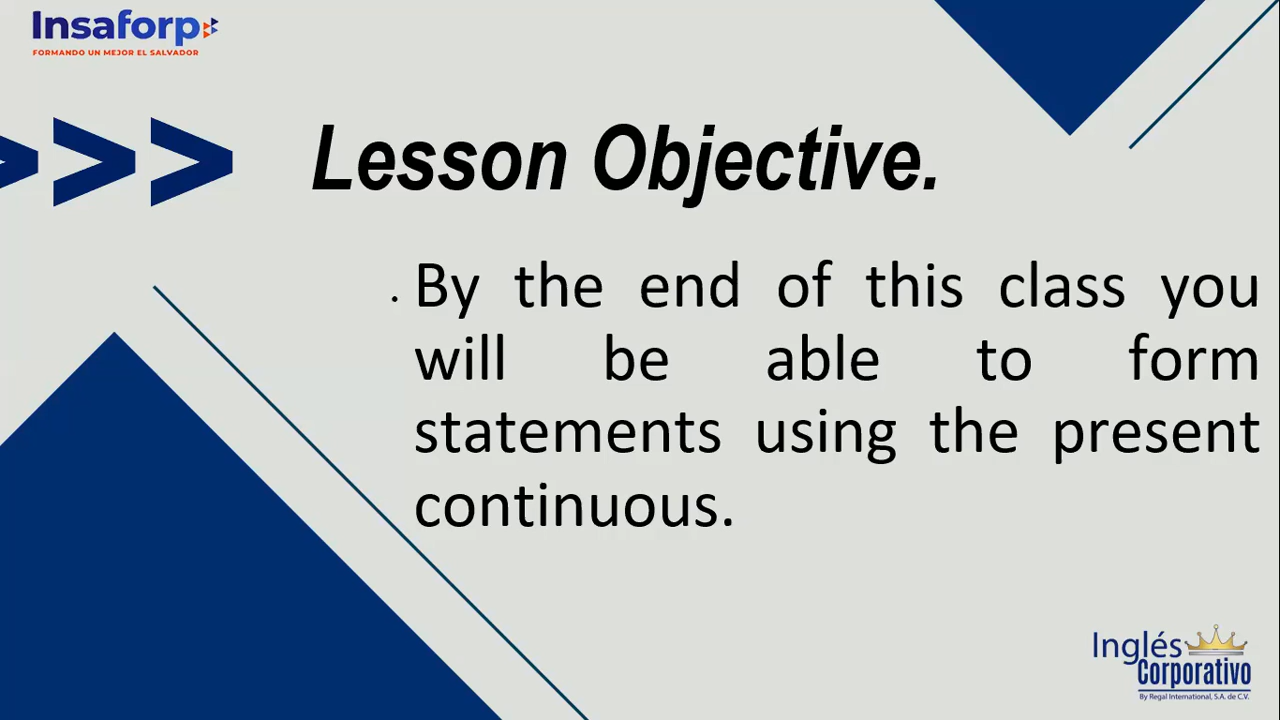 Insaforp
FORMANDO UN MEJOR EL SALVADOR
>>>
Lesson Objective.
. By the end of this class you
will be able to form
statements using the present
continuous.
Inglés
Corporativo
By Regal International, S.A. de C.V.